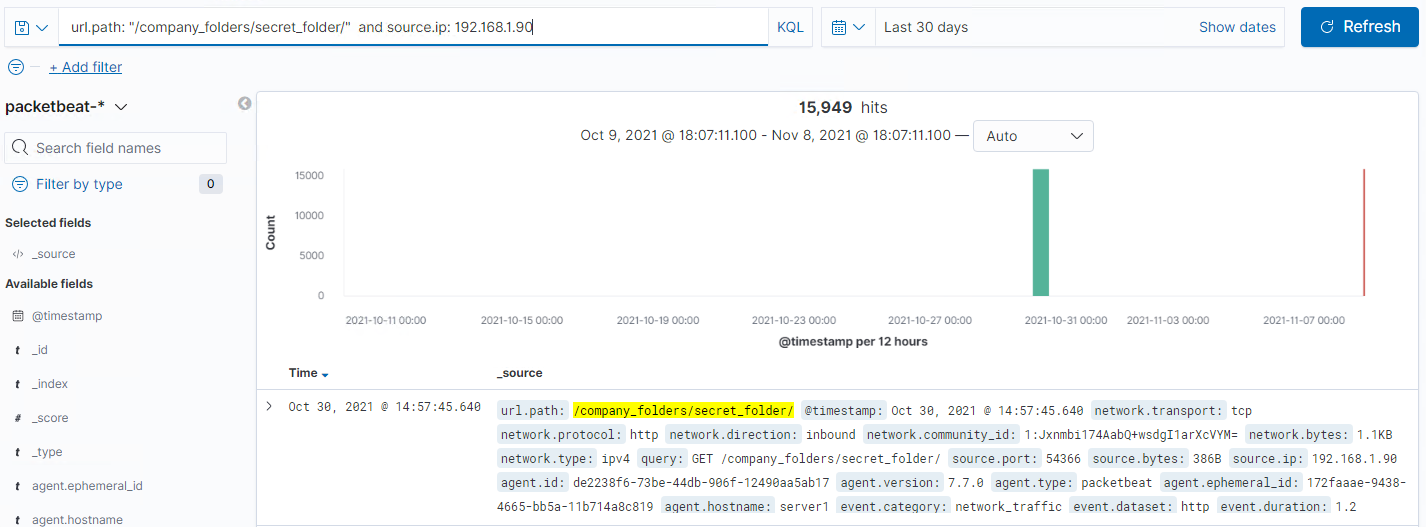 url.path: "/company_folders/secret_folder/" and source.ip: 192.168.1.90 KQL Last 30 days Show dates Refresh
+ Add filter
packetbeat-*
Search field names
Filter by type 0
Selected fields
_source
Available fields
@timestamp
_id
_index
_score
_type
agent.ephemeral_id
agent.hostname
15,949 hits
Oct 9, 2021 @ 18:07:11.100 - Nov 8, 2021 @ 18:07:11.100 — Auto
Count
15000
10000
5000
0
2021-10-11 00:00 2021-10-15 00:00 2021-10-19 00:00 2021-10-23 00:00 2021-10-27 00:00 2021-10-31 00:00 2021-11-03 00:00 2021-11-07 00:00
@timestamp per 12 hours
Time _source
Oct 30, 2021 @ 14:57:45.640 url.path: /company_folders/secret_folder/ @timestamp: Oct 30, 2021 @ 14:57:45.640 network.transport: tcp
network.protocol: http network.direction: inbound network.community_id: 1:Jxnmbi174AabQ+wsdgI1arXcVYM= network.bytes: 1.1KB
network.type: ipv4 query: GET /company_folders/secret_folder/ source.port: 54366 source.bytes: 386B source.ip: 192.168.1.90
agent.id: de2238f6-73be-44db-906f-12490aa5ab17 agent.version: 7.7.0 agent.type: packetbeat agent.ephemeral_id: 172faaae-9438-
4665-bb5a-11b714a8c819 agent.hostname: server1 event.category: network_traffic event.dataset: http event.duration: 1.2